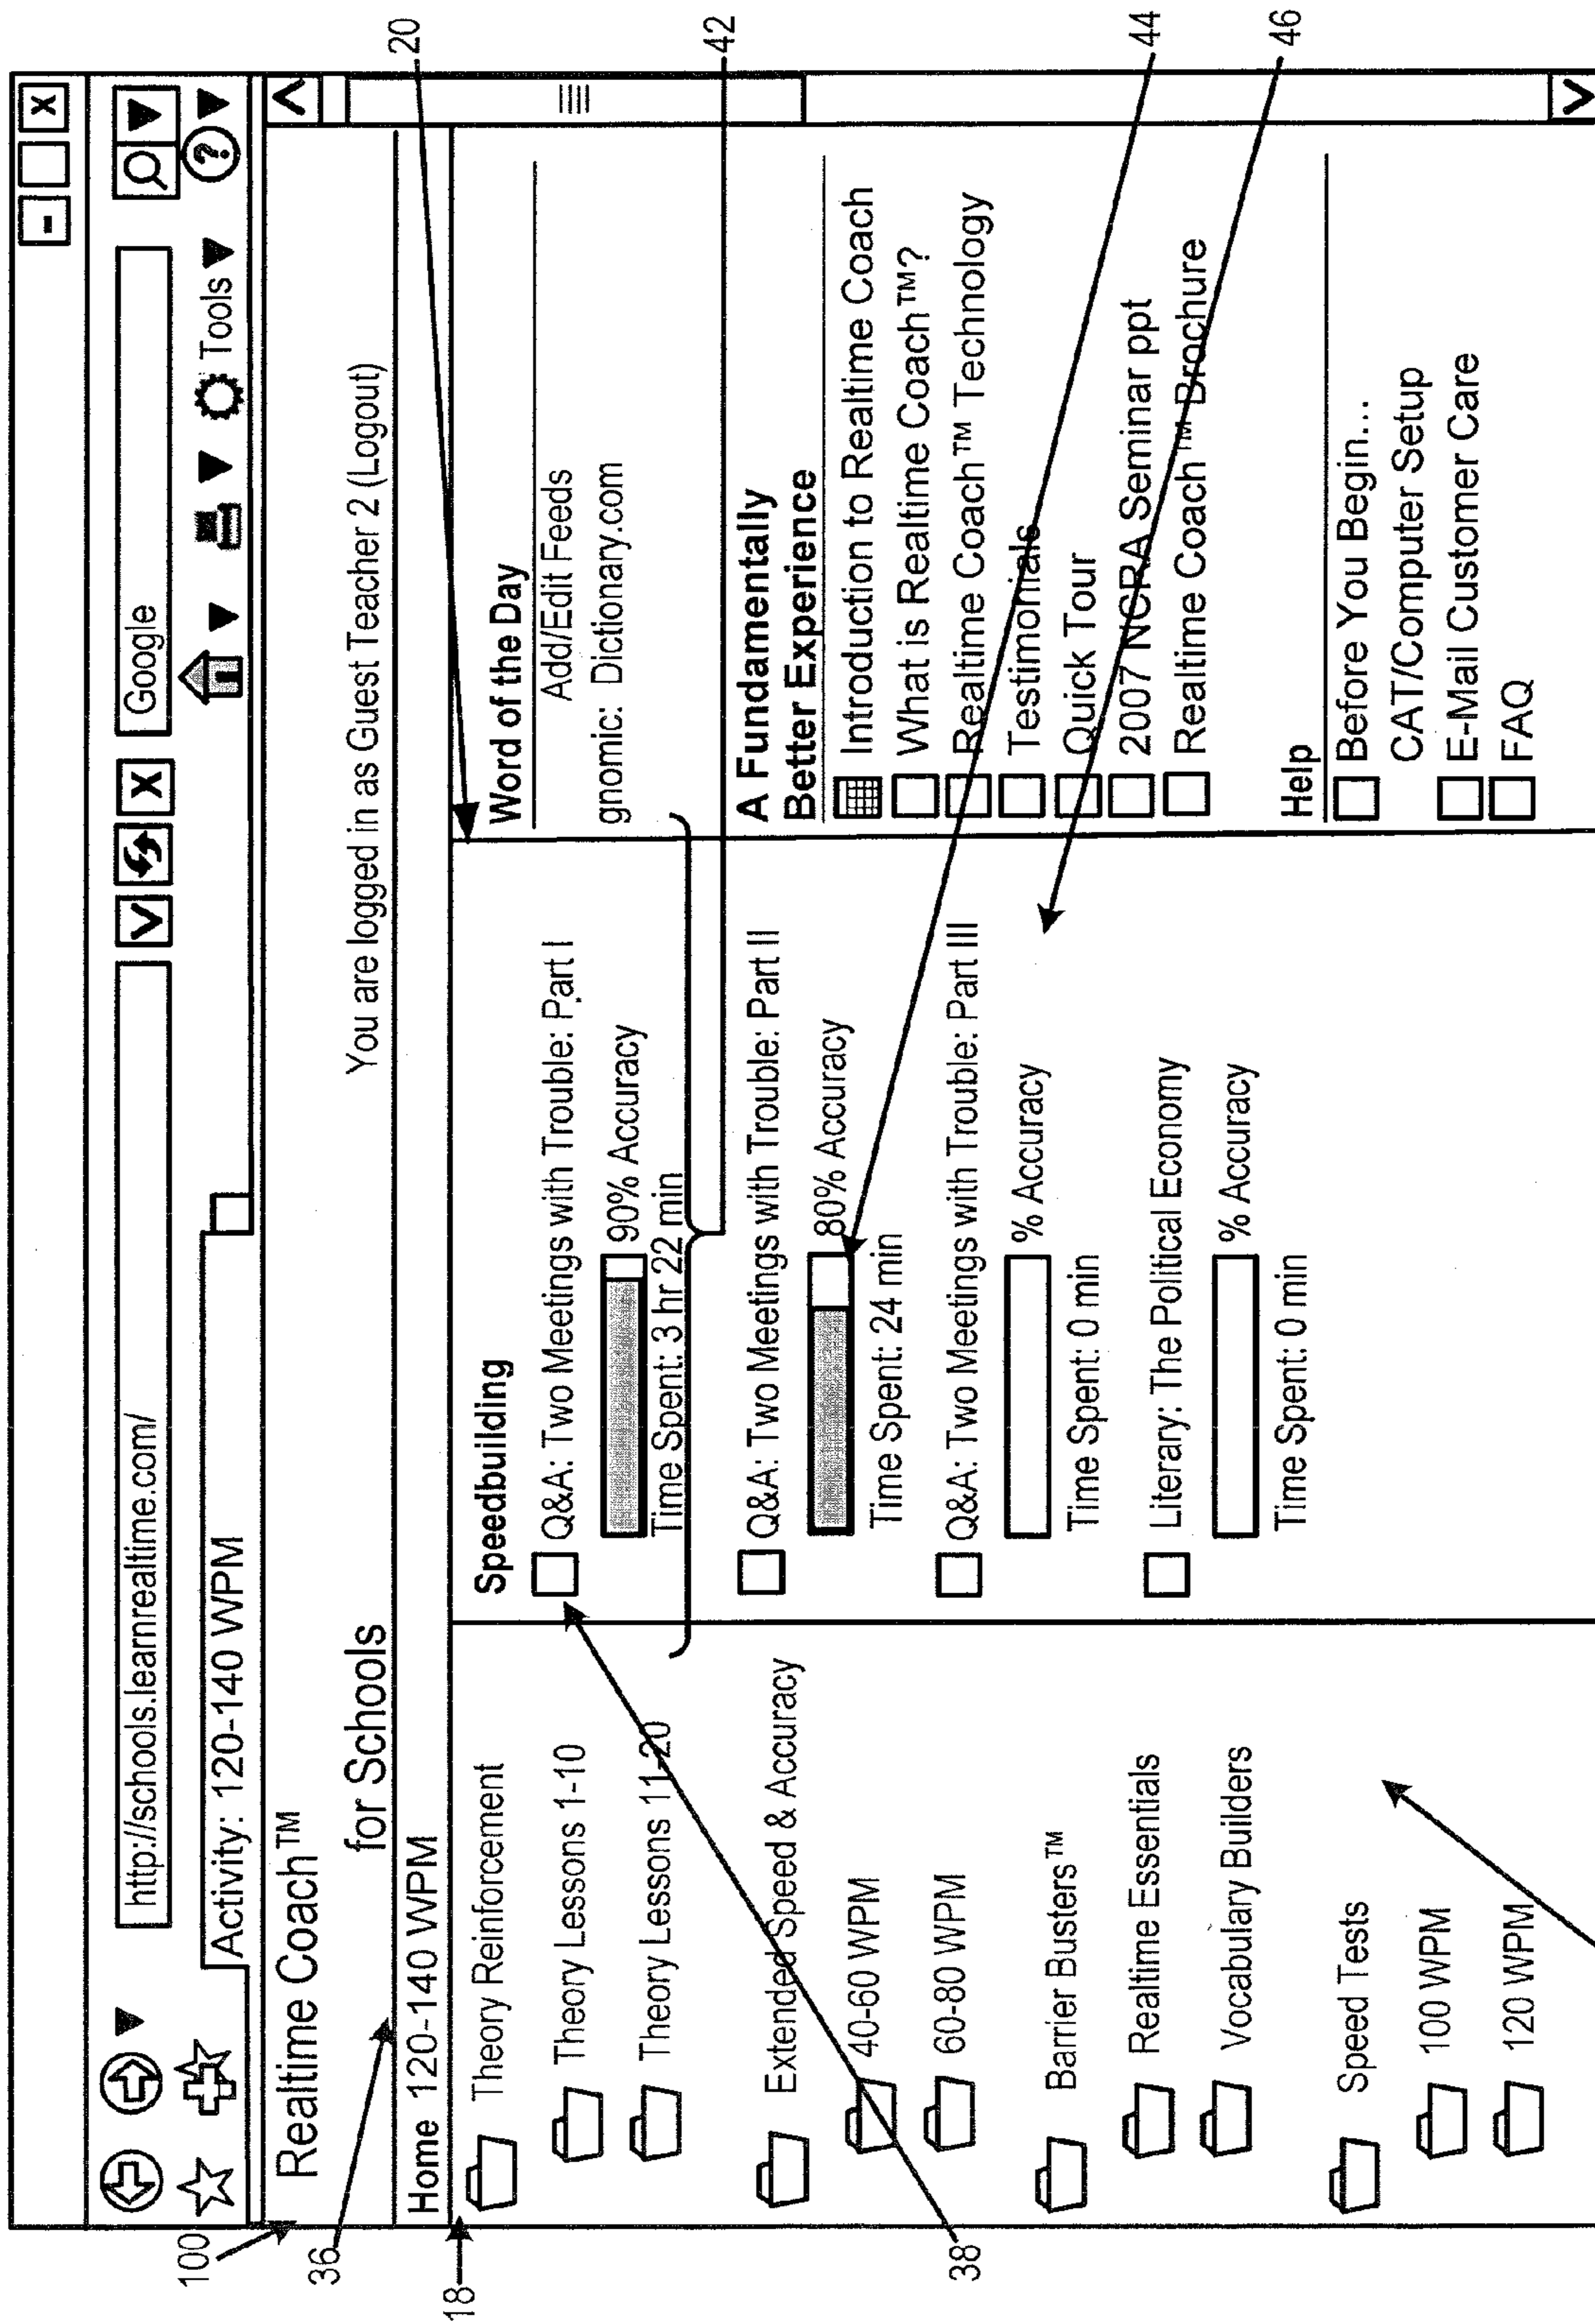 http://schools.learnrealtime.com/
Google
Activity: 120-140 WPM
Tools
?
Realtime Coach™
for Schools
You are logged in as Guest Teacher 2 (Logout)
Home 120-140 WPM
Theory Reinforcement
Theory Lessons 1-10
Theory Lessons 11-20
Extended Speed & Accuracy
40-60 WPM
60-80 WPM
Barrier Busters™
Realtime Essentials
Vocabulary Builders
Speed Tests
100 WPM
120 WPM
Speedbuilding
Q&A: Two Meetings with Trouble: Part I
90% Accuracy
Time Spent: 3 hr 22 min
Q&A: Two Meetings with Trouble: Part II
80% Accuracy
Time Spent: 24 min
Q&A: Two Meetings with Trouble: Part III
% Accuracy
Time Spent: 0 min
Literary: The Political Economy
% Accuracy
Time Spent: 0 min
Word of the Day
Add/Edit Feeds
gnomic: Dictionary.com
A Fundamentally
Better Experience
Introduction to Realtime Coach
What is Realtime Coach™?
Realtime Coach™ Technology
Testimonials
Quick Tour
2007 NCRA Seminar ppt
Realtime Coach™ Brochure
Help
Before You Begin...
CAT/Computer Setup
E-Mail Customer Care
FAQ
100
36
18
38
20
42
44
46